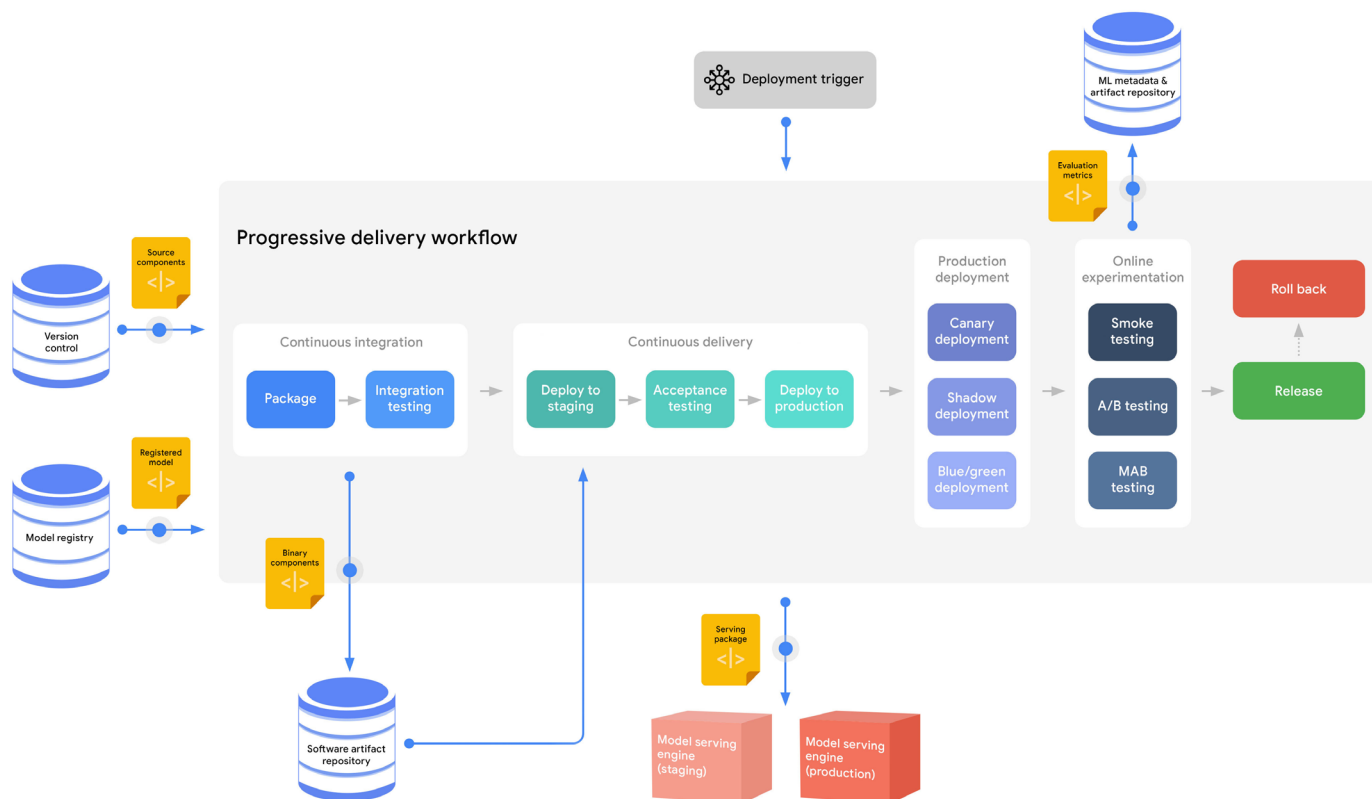 Deployment trigger
ML metadata &
artifact repository
Evaluation
metrics
</|>
Progressive delivery workflow
Source
components
</|>
Version
control
Registered
model
</|>
Model registry
Continuous integration
Package
Integration
testing
Continuous delivery
Deploy to
staging
Acceptance
testing
Deploy to
production
Production
deployment
Canary
deployment
Shadow
deployment
Blue/green
deployment
Online
experimentation
Smoke
testing
A/B testing
MAB
testing
Roll back
Release
Binary
components
</|>
Software artifact
repository
Serving
package
</|>
Model serving
engine
(staging)
Model serving
engine
(production)